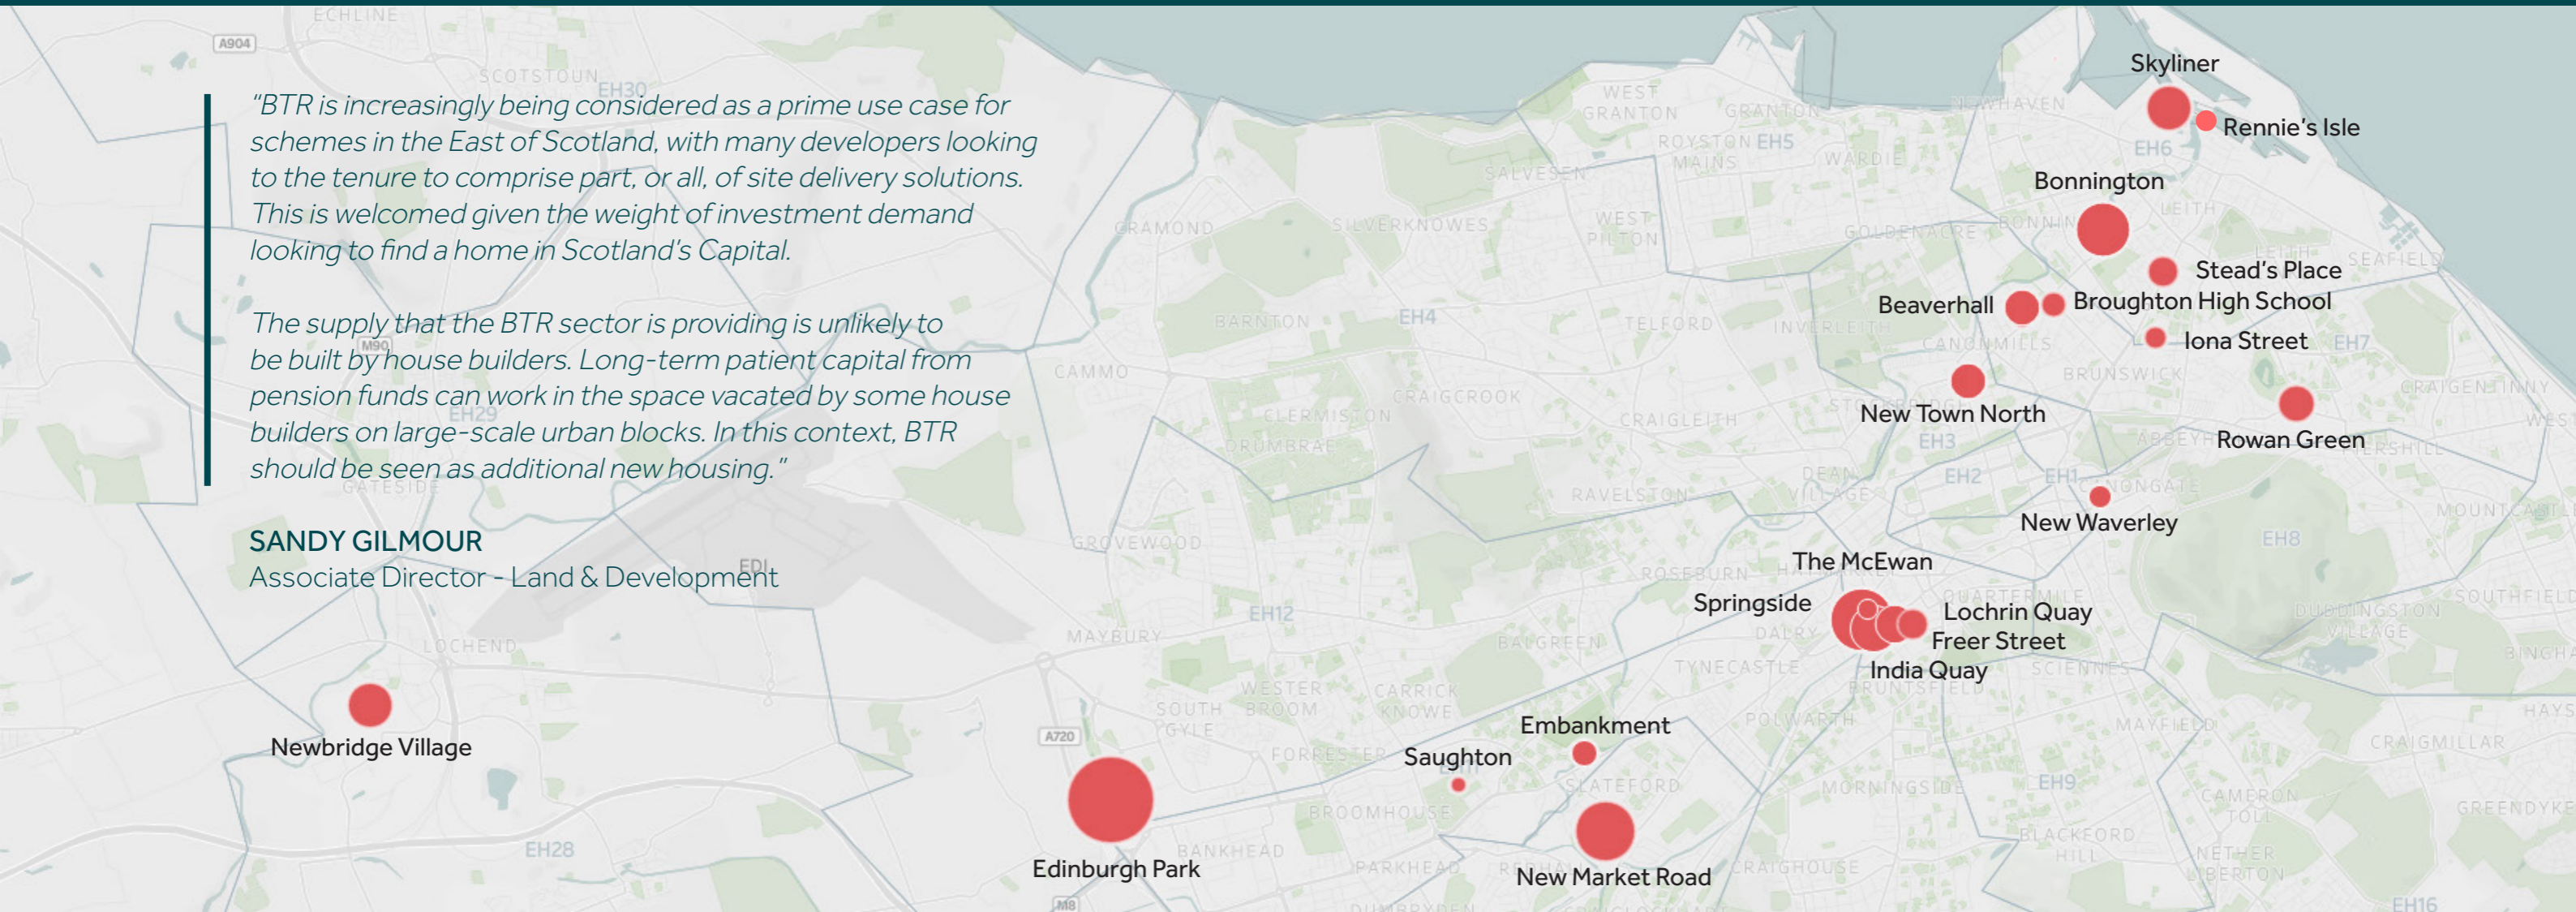 ECHLINE
A904
SCOTSTOUN
EH30
"BTR is increasingly being considered as a prime use case for
schemes in the East of Scotland, with many developers looking
to the tenure to comprise part, or all, of site delivery solutions.
This is welcomed given the weight of investment demand
looking to find a home in Scotland's Capital.
The supply that the BTR sector is providing is unlikely to
be built by house builders. Long-term patient capital from
pension funds can work in the space vacated by some house
builders on large-scale urban blocks. In this context, BTR
should be seen as additional new housing."
SANDY GILMOUR
Associate Director - Land & Development
M90
EH29
GATESIDE
EDI
LOCHEND
Newbridge Village
EH28
Skyliner
Rennie's Isle
EH6
Bonnington
LEITH
Stead's Place
SEAFIELD
Beaverhall
Broughton High School
Iona Street
EH7
New Town North
Rowan Green
New Waverley
The McEwan
Springside
Lochrin Quay
Freer Street
India Quay
Embankment
Saughton
New Market Road
Edinburgh Park
WEST
GRANTON
GRANTON
NEWHAVEN
ROYSTON
MAINS
EH5
WARDIE
SALVESEN
CRAMOND
SILVERKNOWES
WEST
PILTON
GOLDENACRE
BARNTON
EH4
TELFORD
INVERLEITH
CANONMILLS
CAMMO
CRAIGCROOK
BRUNSWICK
CRAIGENTINNY
CLERMISTON
DRUMBRAE
CRAIGLEITH
EH3
DEAN
VILLAGE
EH2
EH1
RAVELSTON
EH8
GROVEWOOD
ROSEBURN
QUARTERMILE
EH12
MAYBURY
BALGREEN
DALRY
TYNECASTLE
SCIENNES
DUDDINGSTON
VILLAGE
SOUTHFIELD
WESTER
BROOM
CARRICK
KNOWE
SOUTH
GYLE
BRUNTSFIELD
POLWARTH
MAYFIELD
CRAIGMILLAR
A720
FORRESTER
SLATEFORD
MORNINGSIDE
EH9
CAMERON
TOLL
BROOMHOUSE
BLACKFORD
HILL
BANKHEAD
PARKHEAD
CRAIGHOUSE
NETHER
LIBERTON
M8
EH16